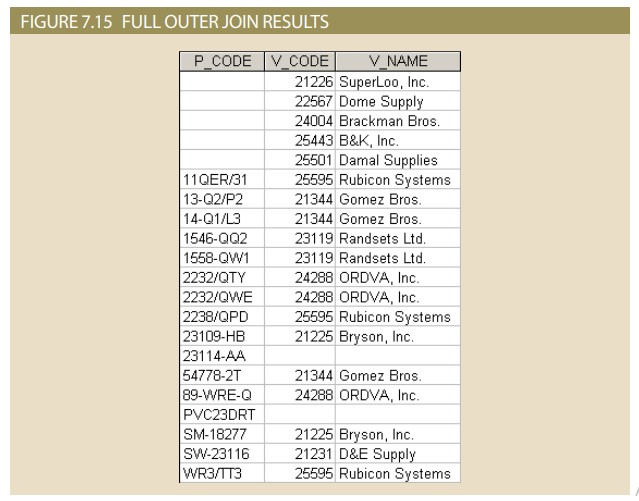 FIGURE 7.15 FULL OUTER JOIN RESULTS
P_CODE V_CODE V_NAME
21226 SuperLoo, Inc.
22567 Dome Supply
24004 Brackman Bros.
25443 B&K, Inc.
25501 Damal Supplies
11QER/31 25595 Rubicon Systems
13-Q2/P2 21344 Gomez Bros.
14-Q1/L3 21344 Gomez Bros.
1546-QQ2 23119 Randsets Ltd.
1558-QW1 23119 Randsets Ltd.
2232/QTY 24288 ORDVA, Inc.
2232/QWE 24288 ORDVA, Inc.
2238/QPD 25595 Rubicon Systems
23109-HB 21225 Bryson, Inc.
23114-AA
54778-2T 21344 Gomez Bros.
89-WRE-Q 24288 ORDVA, Inc.
PVC23DRT
SM-18277 21225 Bryson, Inc.
SW-23116 21231 D&E Supply
WR3/TT3 25595 Rubicon Systems